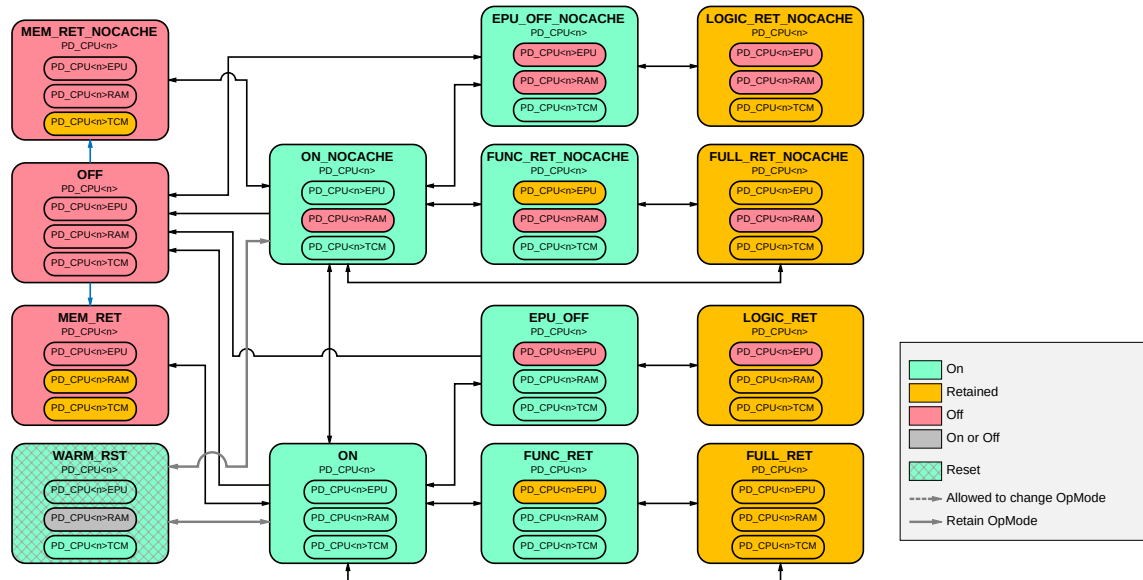 MEM_RET_NOCACHE
PD_CPU<n>
PD_CPU<n>EPU
PD_CPU<n>RAM
PD_CPU<n>TCM
EPU_OFF_NOCACHE
PD_CPU<n>
PD_CPU<n>EPU
PD_CPU<n>RAM
PD_CPU<n>TCM
LOGIC_RET_NOCACHE
PD_CPU<n>
PD_CPU<n>EPU
PD_CPU<n>RAM
PD_CPU<n>TCM
OFF
PD_CPU<n>
PD_CPU<n>EPU
PD_CPU<n>RAM
PD_CPU<n>TCM
ON_NOCACHE
PD_CPU<n>
PD_CPU<n>EPU
PD_CPU<n>RAM
PD_CPU<n>TCM
FUNC_RET_NOCACHE
PD_CPU<n>
PD_CPU<n>EPU
PD_CPU<n>RAM
PD_CPU<n>TCM
FULL_RET_NOCACHE
PD_CPU<n>
PD_CPU<n>EPU
PD_CPU<n>RAM
PD_CPU<n>TCM
MEM_RET
PD_CPU<n>
PD_CPU<n>EPU
PD_CPU<n>RAM
PD_CPU<n>TCM
EPU_OFF
PD_CPU<n>
PD_CPU<n>EPU
PD_CPU<n>RAM
PD_CPU<n>TCM
LOGIC_RET
PD_CPU<n>
PD_CPU<n>EPU
PD_CPU<n>RAM
PD_CPU<n>TCM
WARM_RST
PD_CPU<n>
PD_CPU<n>EPU
PD_CPU<n>RAM
PD_CPU<n>TCM
ON
PD_CPU<n>
PD_CPU<n>EPU
PD_CPU<n>RAM
PD_CPU<n>TCM
FUNC_RET
PD_CPU<n>
PD_CPU<n>EPU
PD_CPU<n>RAM
PD_CPU<n>TCM
FULL_RET
PD_CPU<n>
PD_CPU<n>EPU
PD_CPU<n>RAM
PD_CPU<n>TCM
On
Retained
Off
On or Off
Reset
Allowed to change OpMode
Retain OpMode